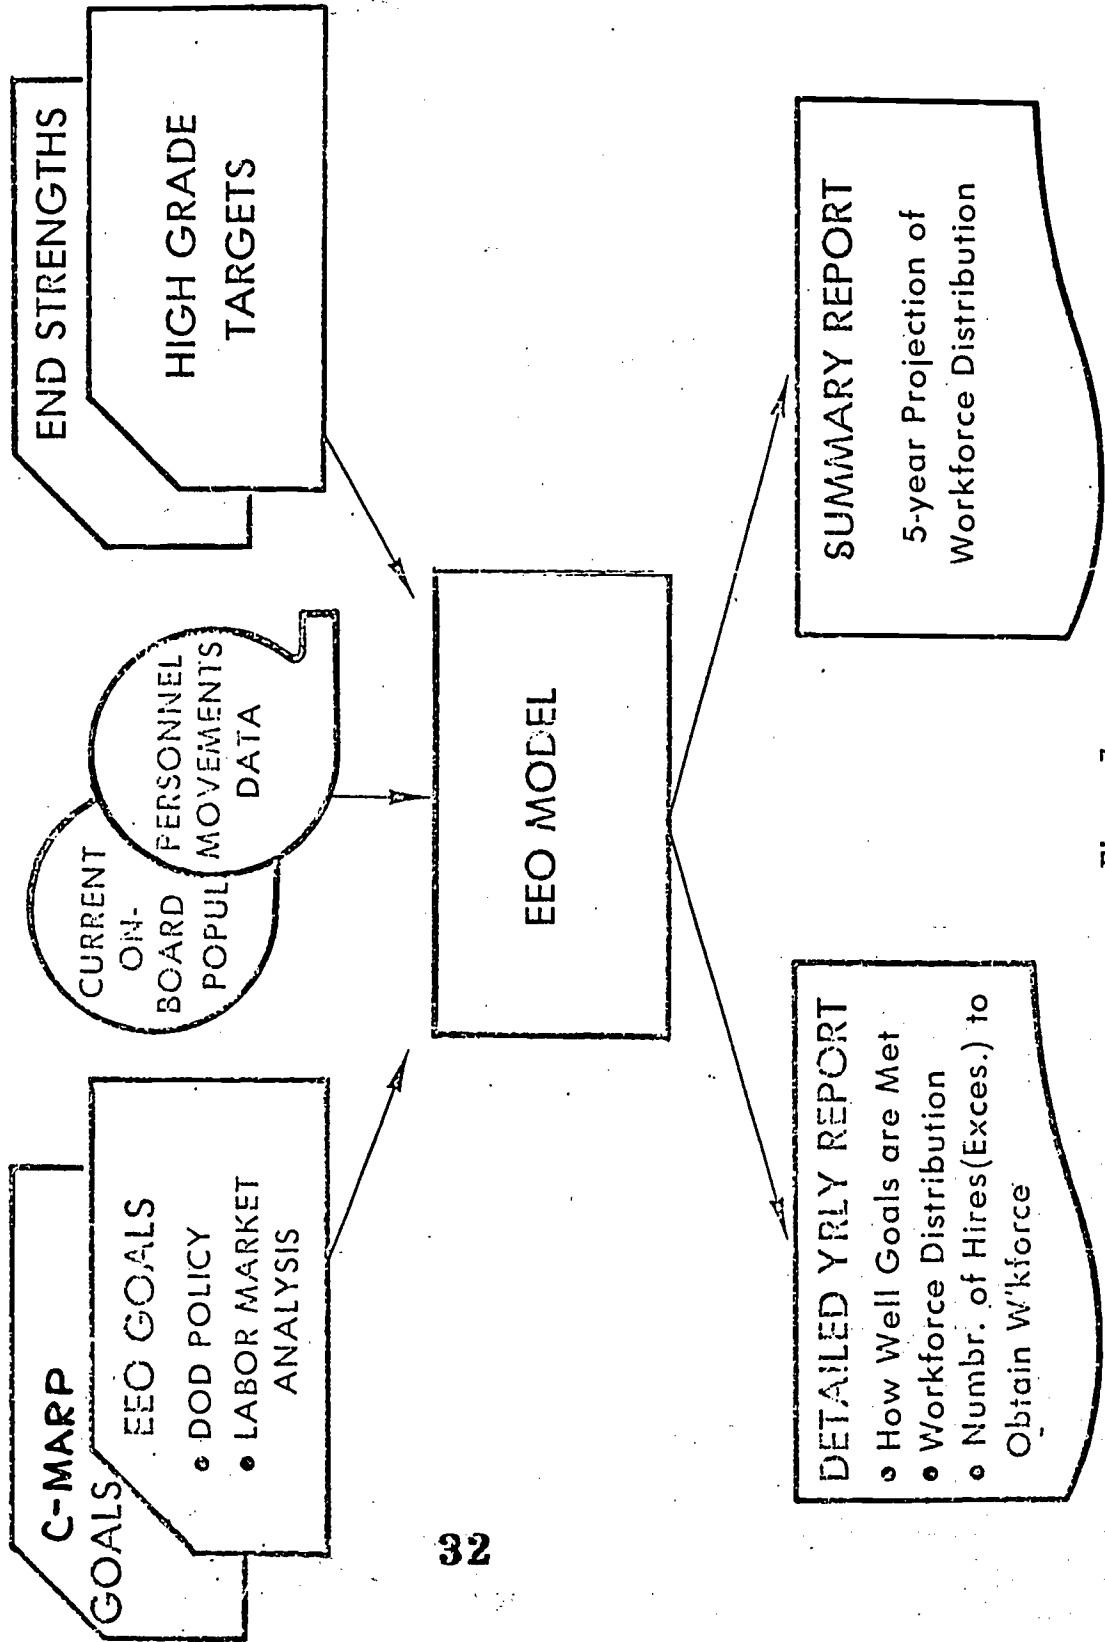 C-MARP
GOALS
EEO GOALS
• DOD POLICY
• LABOR MARKET
ANALYSIS
CURRENT
ON-
BOARD
POPUL
PERSONNEL
MOVEMENTS
DATA
END STRENGTHS
HIGH GRADE
TARGETS
EEO MODEL
DETAILED YRLY REPORT
• How Well Goals are Met
• Workforce Distribution
• Numbr. of Hires(Exces.) to
Obtain W'kforce
SUMMARY REPORT
5-year Projection of
Workforce Distribution
32